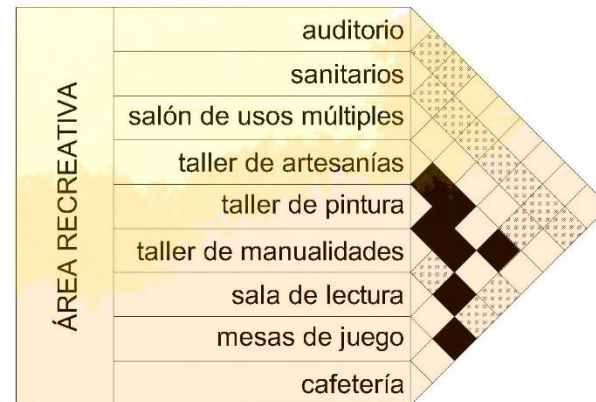 ÁREA RECREATIVA
auditorio
sanitarios
salón de usos múltiples
taller de artesanías
taller de pintura
taller de manualidades
sala de lectura
mesas de juego
cafetería